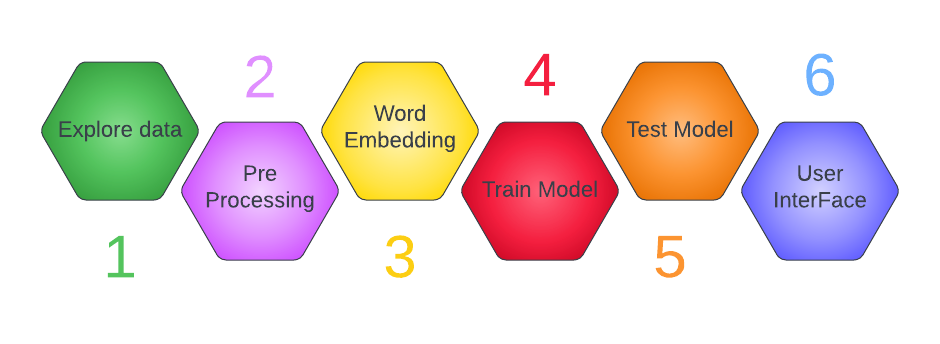 Explore data
1
2
Pre
Processing
Word
Embedding
3
4
Train Model
Test Model
5
6
User
InterFace